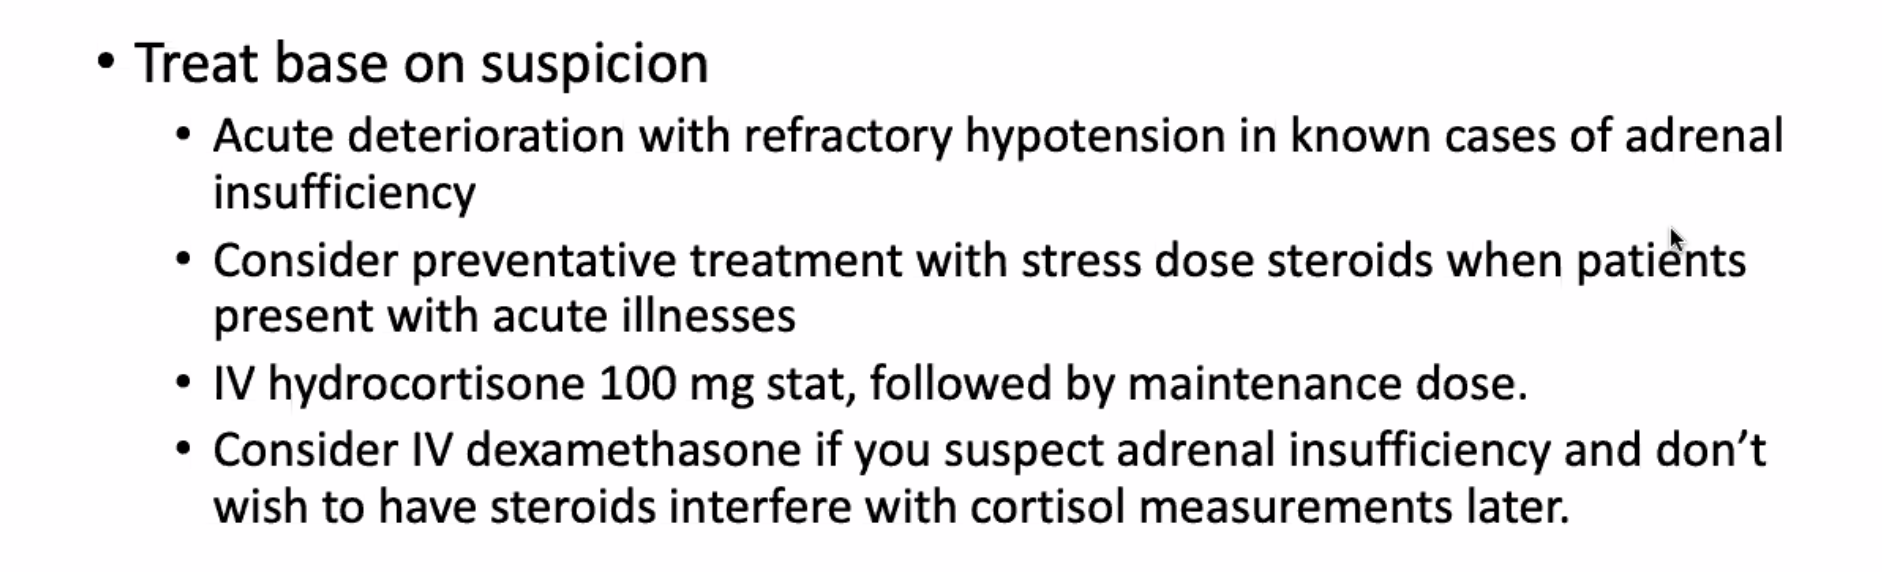 • Treat base on suspicion
• Acute deterioration with refractory hypotension in known cases of adrenal
insufficiency
• Consider preventative treatment with stress dose steroids when patients
present with acute illnesses
• IV hydrocortisone 100 mg stat, followed by maintenance dose.
• Consider IV dexamethasone if you suspect adrenal insufficiency and don’t
wish to have steroids interfere with cortisol measurements later.